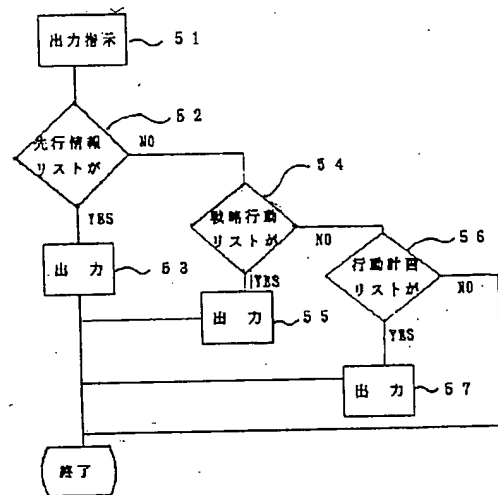 出力指示
51
先行情報
リストが
52
NO
YES
出力
53
戦略行動
リストが
54
NO
YES
出力
55
行動計画
リストが
56
NO
YES
出力
57
終了